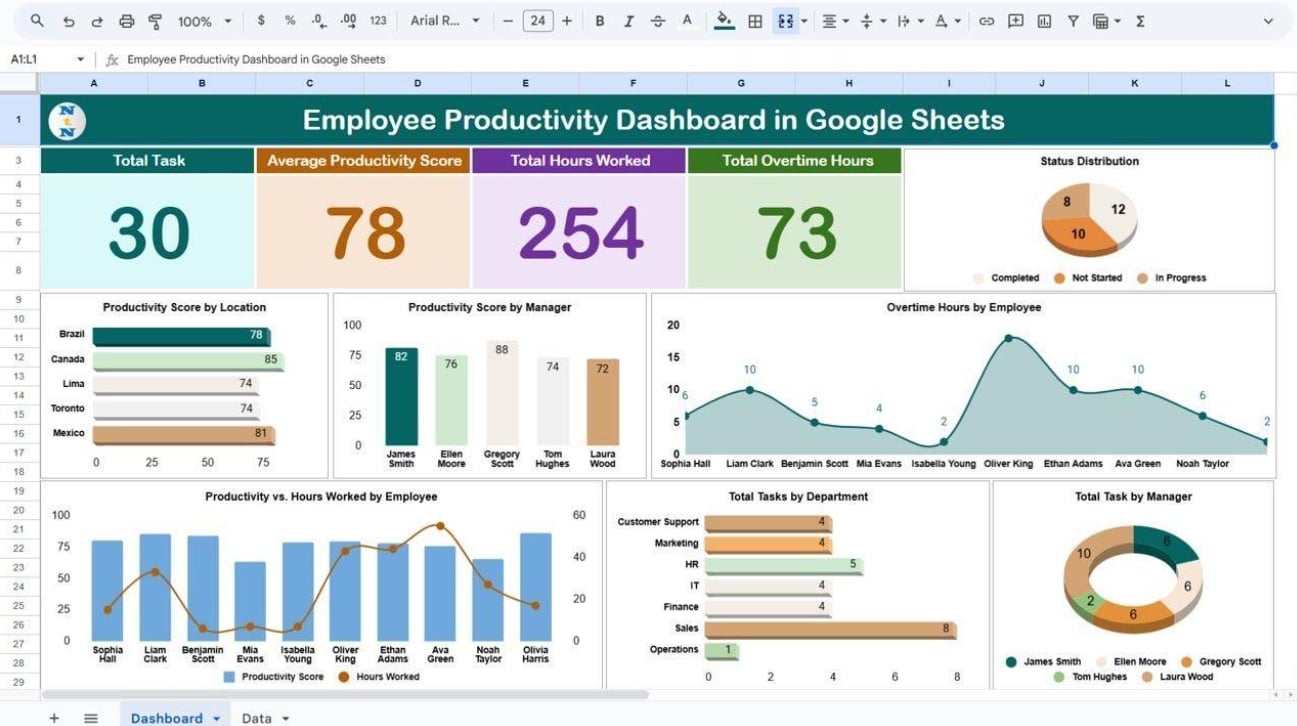 100%
$
%
.0
.00
123
Arial R...
24
B
I
A
A
Σ
A1:L1
fx
Employee Productivity Dashboard in Google Sheets
A B C D E F G H I J K L
1
NtN
Employee Productivity Dashboard in Google Sheets
3
4
5
6
7
8
Total Task
30
Average Productivity Score
78
Total Hours Worked
254
Total Overtime Hours
73
Status Distribution
8
12
10
Completed
Not Started
In Progress
9
10
11
12
13
14
15
16
17
18
Productivity Score by Location
Brazil
78
Canada
85
Lima
74
Toronto
74
Mexico
81
0 25 50 75
Productivity Score by Manager
100
75
50
25
0
82
76
88
74
72
James Smith
Ellen Moore
Gregory Scott
Tom Hughes
Laura Wood
Overtime Hours by Employee
20
15
10
5
0
6
10
5
4
2
10
10
6
2
Sophia Hall
Liam Clark
Benjamin Scott
Mia Evans
Isabella Young
Oliver King
Ethan Adams
Ava Green
Noah Taylor
19
20
21
22
23
24
25
26
27
28
29
Productivity vs. Hours Worked by Employee
100
75
50
25
0
60
40
20
0
Sophia Hall
Liam Clark
Benjamin Scott
Mia Evans
Isabella Young
Oliver King
Ethan Adams
Ava Green
Noah Taylor
Olivia Harris
Productivity Score
Hours Worked
Total Tasks by Department
Customer Support
4
Marketing
4
HR
5
IT
4
Finance
4
Sales
8
Operations
1
0 2 4 6 8
Total Task by Manager
6
10
6
2
6
James Smith
Ellen Moore
Gregory Scott
Tom Hughes
Laura Wood
Dashboard
Data